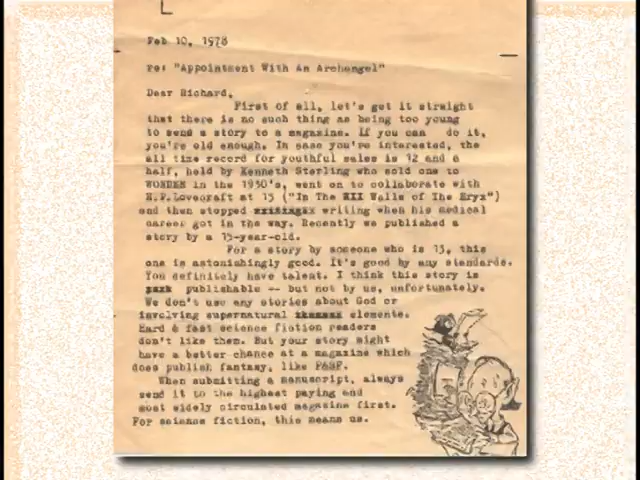 Feb 10, 1978
re: "Appointment With An Archangel"
Dear Richard,
First of all, let's get it straight
that there is no such thing as being too young
to send a story to a magazine. If you can do it,
you're old enough. In case you're interested, the
all time record for youthful sales is 12 and a
half, held by Kenneth Sterling who sold one to
WONDER in the 1930's, went on to collaborate with
H.P.Lovecraft at 15 ("In The XII Walls of The Eryx")
and then stopped writing when his medical
career got in the way. Recently we published a
story by a 15-year-old.
For a story by someone who is 13, this
one is astonishingly good. It's good by any standards.
You definitely have talent. I think this story is
publishable -- but not by us, unfortunately.
We don't use any stories about God or
involving supernatural elements.
Hard & fast science fiction readers
don't like them. But your story might
have a better chance at a magazine which
does publish fantasy, like F&SF.
When submitting a manuscript, always
send it to the highest paying and
most widely circulated magazine first.
For science fiction, this means us.